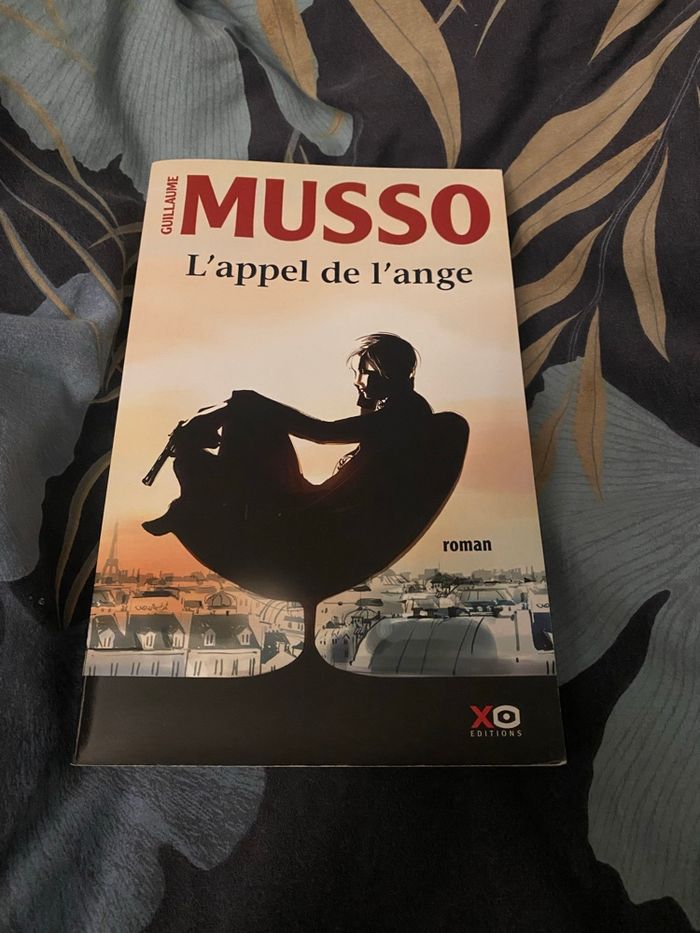 GUILLAUME
MUSSO
L'appel de l'ange
roman
XO
EDITIONS